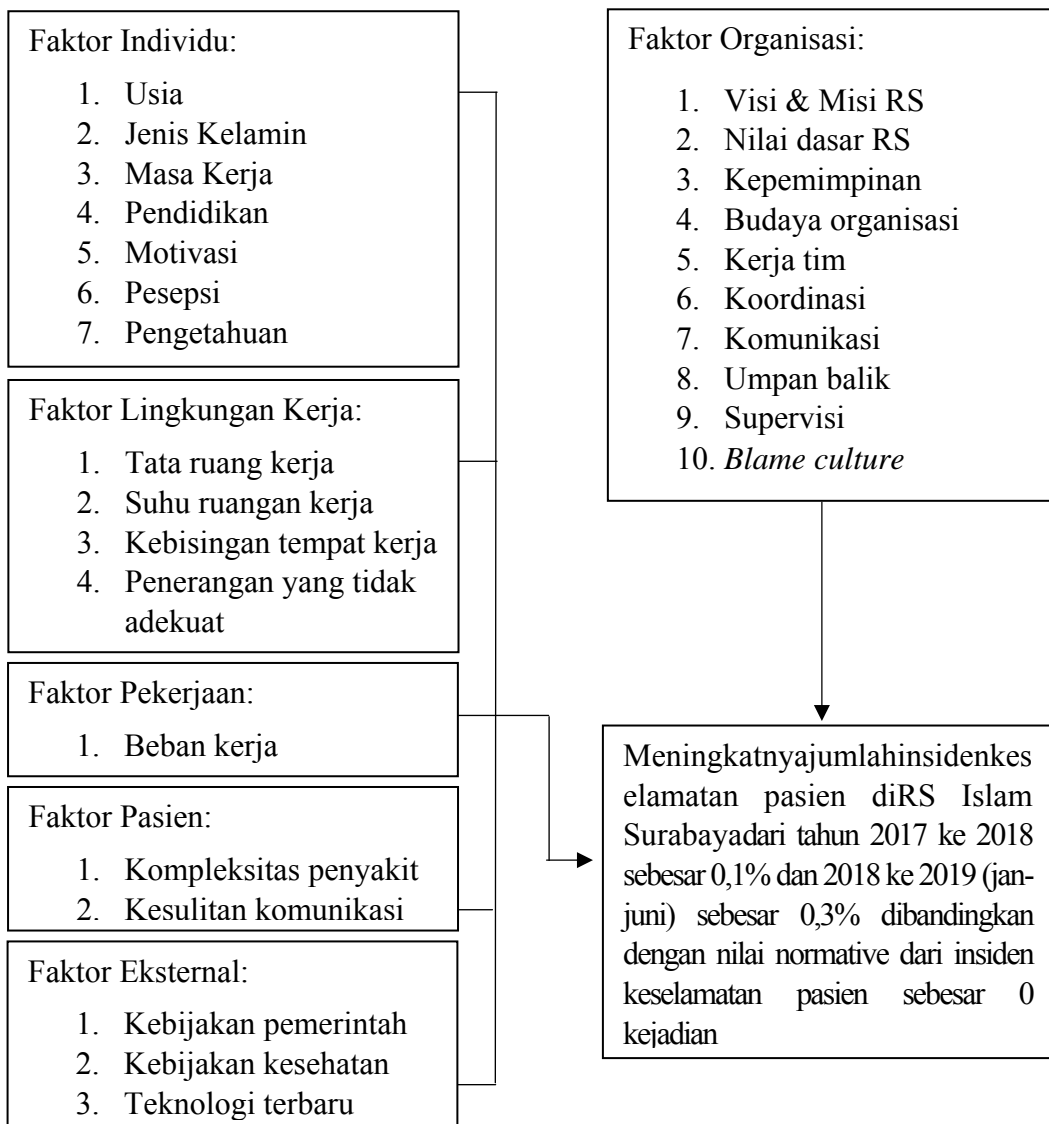 Faktor Individu:
1. Usia
2. Jenis Kelamin
3. Masa Kerja
4. Pendidikan
5. Motivasi
6. Pesepsi
7. Pengetahuan
Faktor Lingkungan Kerja:
1. Tata ruang kerja
2. Suhu ruangan kerja
3. Kebisingan tempat kerja
4. Penerangan yang tidak
adekuat
Faktor Pekerjaan:
1. Beban kerja
Faktor Pasien:
1. Kompleksitas penyakit
2. Kesulitan komunikasi
Faktor Eksternal:
1. Kebijakan pemerintah
2. Kebijakan kesehatan
3. Teknologi terbaru
Faktor Organisasi:
1. Visi & Misi RS
2. Nilai dasar RS
3. Kepemimpinan
4. Budaya organisasi
5. Kerja tim
6. Koordinasi
7. Komunikasi
8. Umpan balik
9. Supervisi
10. Blame culture
Meningkatnyajumlahinsidenkes
elamatan pasien diRS Islam
Surabayadari tahun 2017 ke 2018
sebesar 0,1% dan 2018 ke 2019 (jan-
juni) sebesar 0,3% dibandingkan
dengan nilai normative dari insiden
keselamatan pasien sebesar 0
kejadian